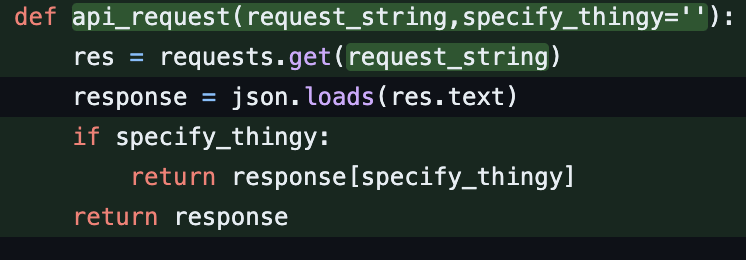 def api_request(request_string,specify_thingy=''):
    res = requests.get(request_string)
    response = json.loads(res.text)
    if specify_thingy:
        return response[specify_thingy]
    return response